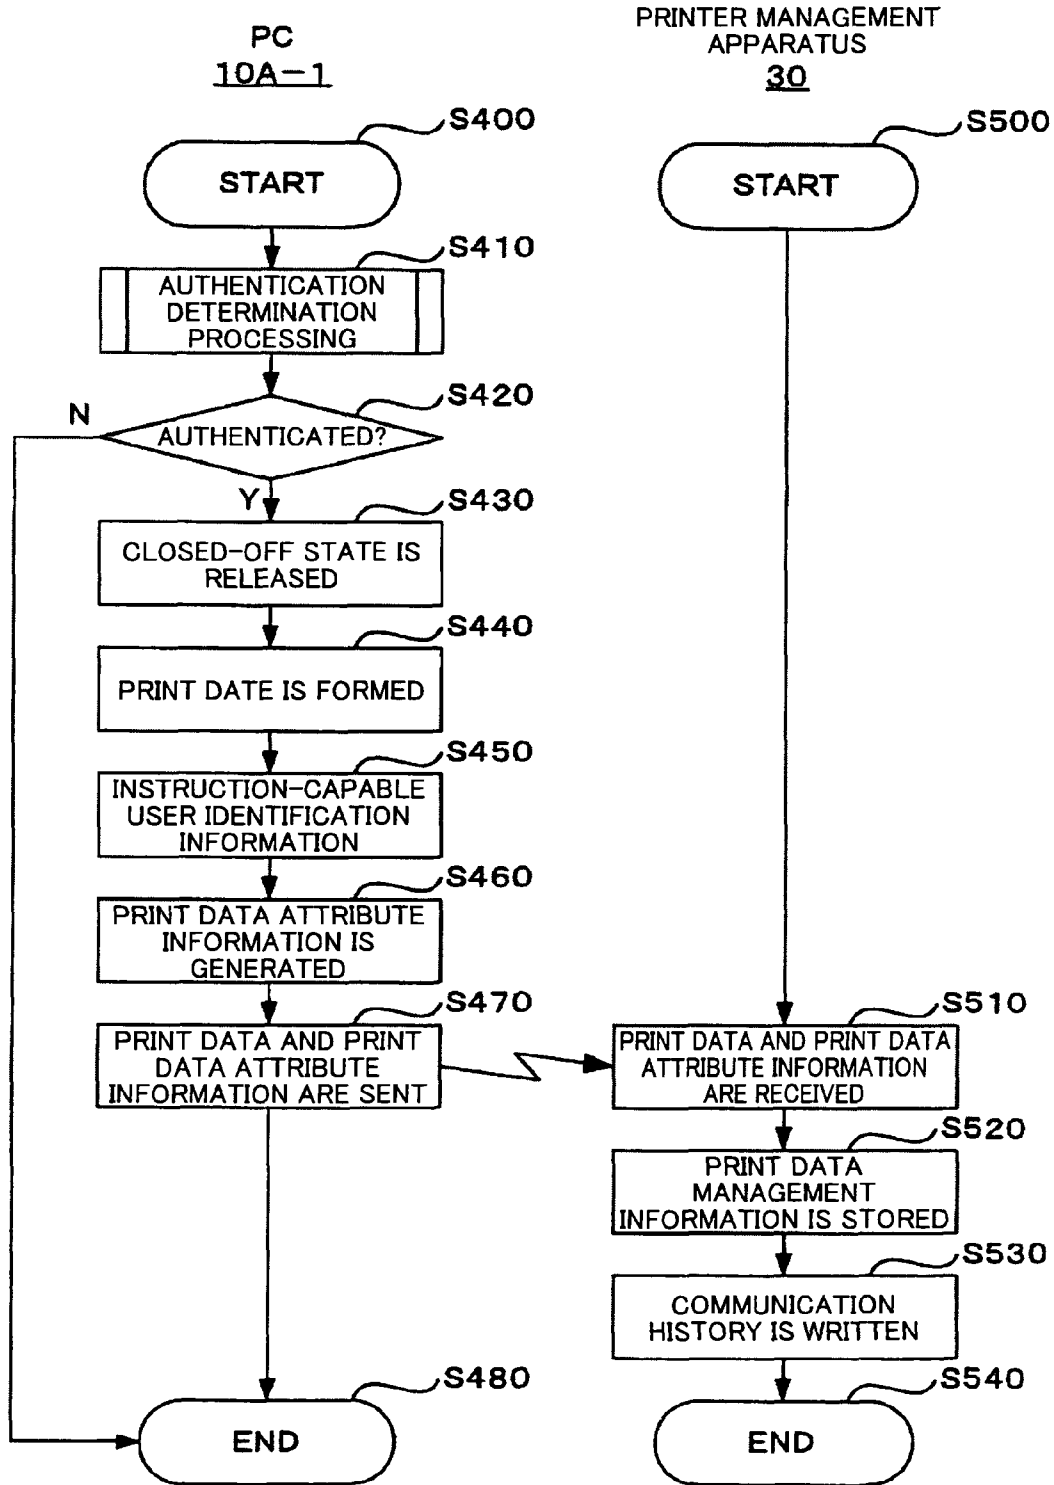 PC
10A-1
S400
START
S410
AUTHENTICATION
DETERMINATION
PROCESSING
S420
N
AUTHENTICATED?
Y
S430
CLOSED-OFF STATE IS
RELEASED
S440
PRINT DATE IS FORMED
S450
INSTRUCTION-CAPABLE
USER IDENTIFICATION
INFORMATION
S460
PRINT DATA ATTRIBUTE
INFORMATION IS
GENERATED
S470
PRINT DATA AND PRINT
DATA ATTRIBUTE
INFORMATION ARE SENT
S480
END
PRINTER MANAGEMENT
APPARATUS
30
S500
START
S510
PRINT DATA AND PRINT DATA
ATTRIBUTE INFORMATION
ARE RECEIVED
S520
PRINT DATA
MANAGEMENT
INFORMATION IS STORED
S530
COMMUNICATION
HISTORY IS WRITTEN
S540
END